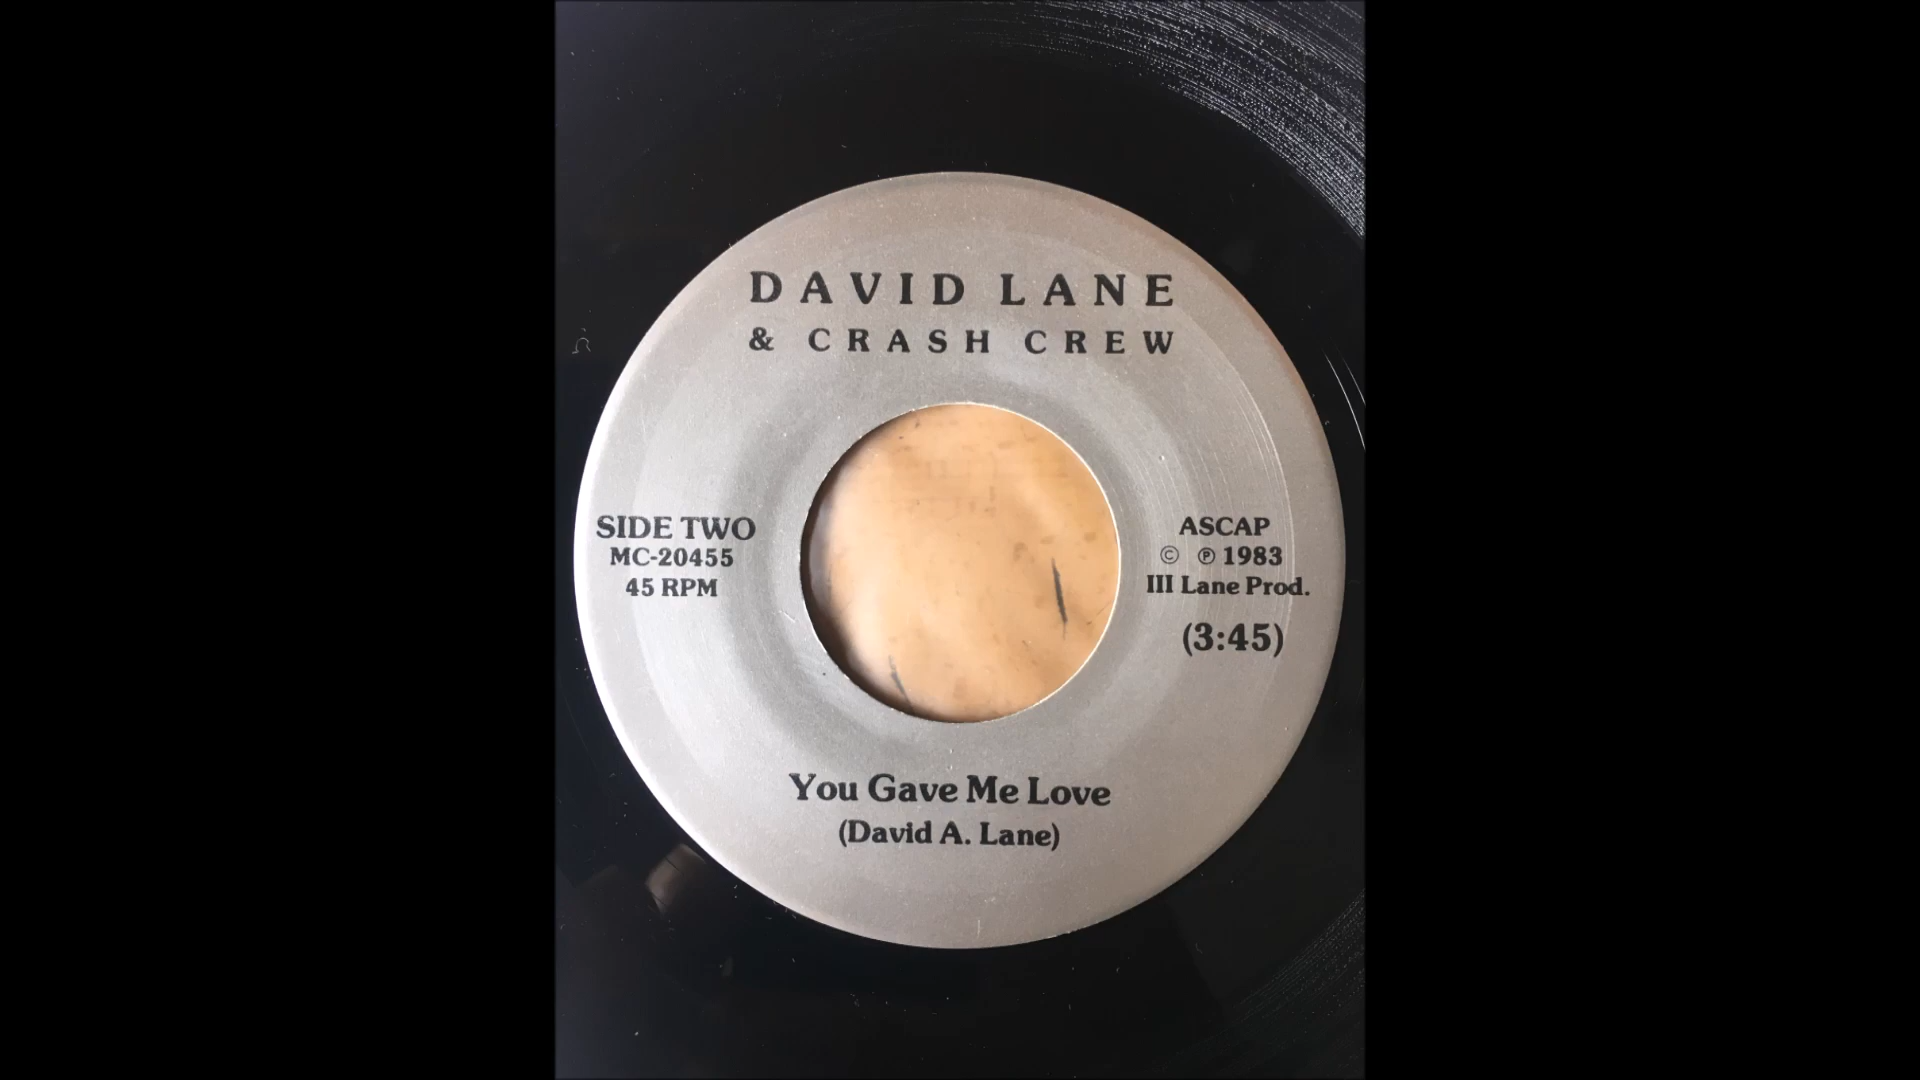 DAVID LANE
& CRASH CREW
SIDE TWO
MC-20455
45 RPM
ASCAP
© ℗ 1983
III Lane Prod.
(3:45)
You Gave Me Love
(David A. Lane)